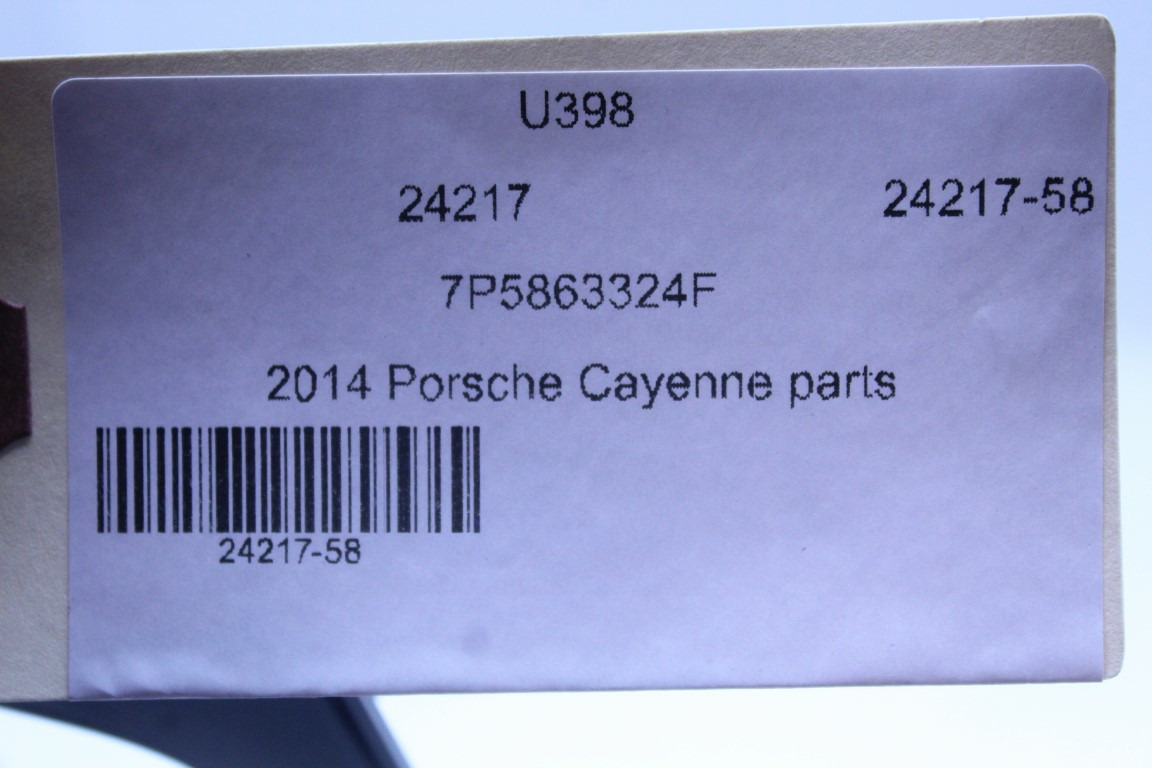 U398
24217 24217-58
7P5863324F
2014 Porsche Cayenne parts
24217-58